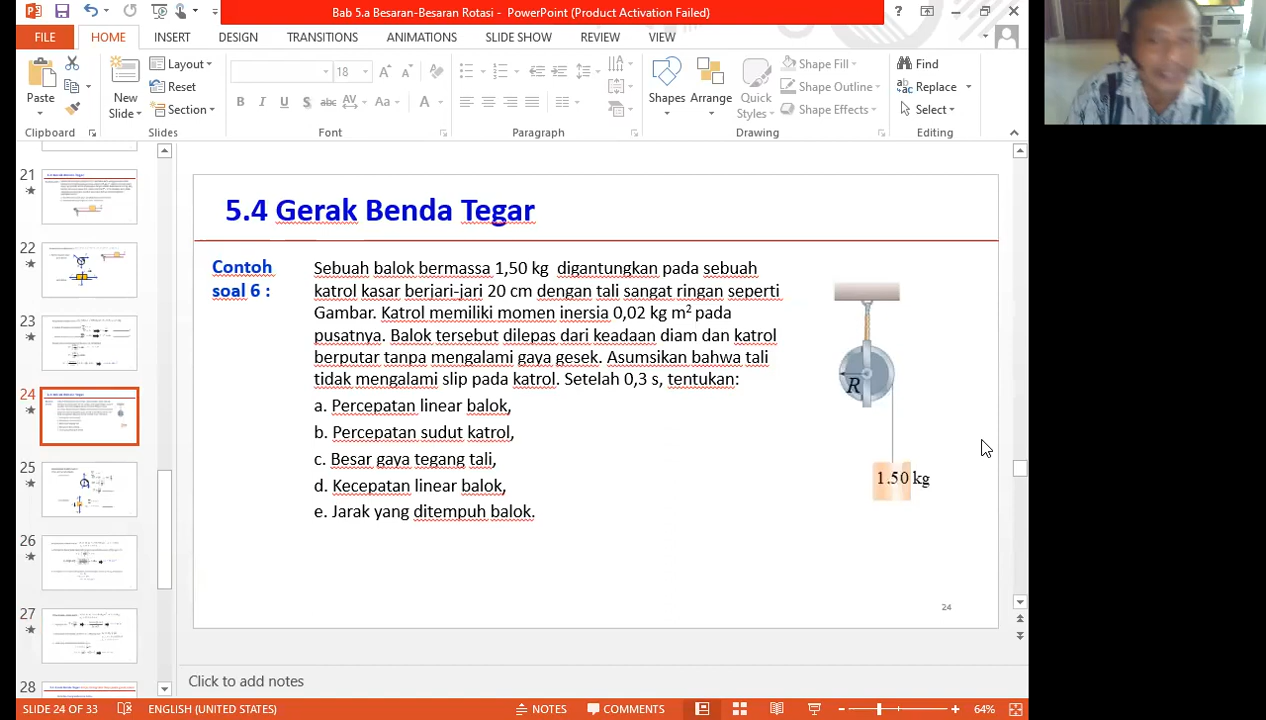 Bab 5.a Besaran-Besaran Rotasi - PowerPoint (Product Activation Failed)
FILE
HOME
INSERT
DESIGN
TRANSITIONS
ANIMATIONS
SLIDE SHOW
REVIEW
VIEW
Paste
Clipboard
New
Slide
Layout
Reset
Section
Slides
18
B I U S abc AV Aa A
Font
Paragraph
Shapes
Arrange
Quick
Styles
Shape Fill
Shape Outline
Shape Effects
Drawing
Find
Replace
Select
Editing
21
22
23
24
25
26
27
28
5.4 Gerak Benda Tegar
Contoh
soal 6 :
Sebuah balok bermassa 1,50 kg digantungkan pada sebuah
katrol kasar berjari-jari 20 cm dengan tali sangat ringan seperti
Gambar. Katrol memiliki momen inersia 0,02 kg m² pada
pusatnya. Balok tersebut dilepas dari keadaan diam dan katrol
berputar tanpa mengalami gaya gesek. Asumsikan bahwa tali
tidak mengalami slip pada katrol. Setelah 0,3 s, tentukan:
a. Percepatan linear balok,
b. Percepatan sudut katrol,
c. Besar gaya tegang tali,
d. Kecepatan linear balok,
e. Jarak yang ditempuh balok.
R
1.50 kg
24
Click to add notes
SLIDE 24 OF 33
ENGLISH (UNITED STATES)
NOTES
COMMENTS
64%